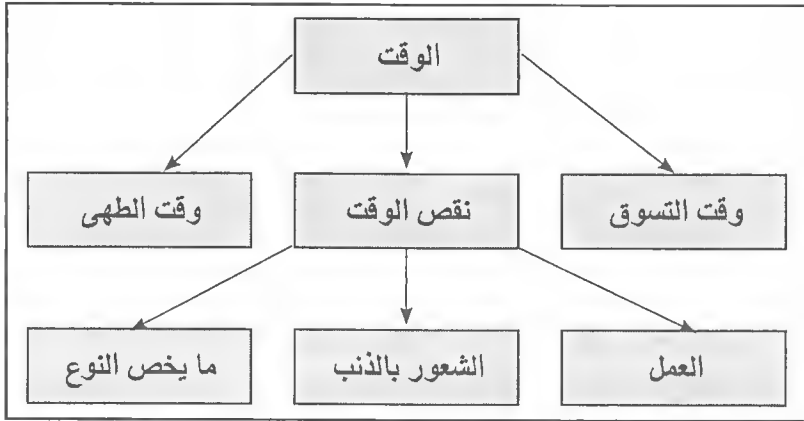 الوقت
وقت التسوق
نقص الوقت
وقت الطهى
العمل
الشعور بالذنب
ما يخص النوع